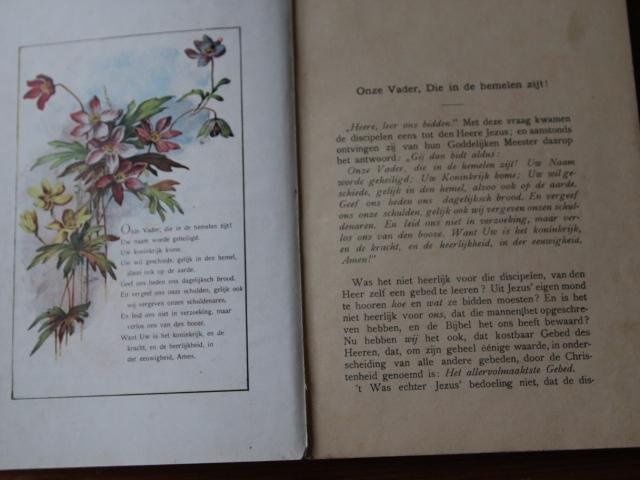 Onze Vader, die in de hemelen zijt!
Uw naam worde geheiligd.
Uw koninkrijk kome.
Uw wil geschiede, gelijk in den hemel,
alzoo ook op de aarde.
Geef ons heden ons dagelijksch brood.
En vergeef ons onze schulden, gelijk ook
wij vergeven onzen schuldenaren.
En leid ons niet in verzoeking, maar
verlos ons van den booze.
Want Uw is het koninkrijk, en de
kracht, en de heerlijkheid, in
der eeuwigheid, Amen.
Onze Vader, Die in de hemelen zijt!
„Heere, leer ons bidden." Met deze vraag kwamen
de discipelen eens tot den Heere Jezus; en aanstonds
ontvingen zij van hun Goddelijken Meester daarop
het antwoord: „Gij dan bidt aldus:
Onze Vader, die in de hemelen zijt! Uw Naam
worde geheiligd; Uw Koninkrijk kome; Uw wil ge-
schiede, gelijk in den hemel, alzoo ook op de aarde.
Geef ons heden ons dagelijksch brood. En vergeef
ons onze schulden, gelijk ook wij vergeven onzen schul-
denaren. En leid ons niet in verzoeking, maar ver-
los ons van den booze. Want Uw is het koninkrijk,
en de kracht, en de heerlijkheid, in der eeuwigheid,
Amen!"
Was het niet heerlijk voor die discipelen, van den
Heer zelf een gebed te leeren? Uit Jezus' eigen mond
te hooren hoe en wat ze bidden moesten? En is het
niet heerlijk voor ons, dat die mannen het opgeschre-
ven hebben, en de Bijbel het ons heeft bewaard?
Nu hebben wij het ook, dat kostbaar Gebed des
Heeren, dat, om zijn geheel éénige waarde, in onder-
scheiding van alle andere gebeden, door de Chris-
tenheid genoemd is: Het allervolmaaktste Gebed.
't Was echter Jezus' bedoeling niet, dat de dis-